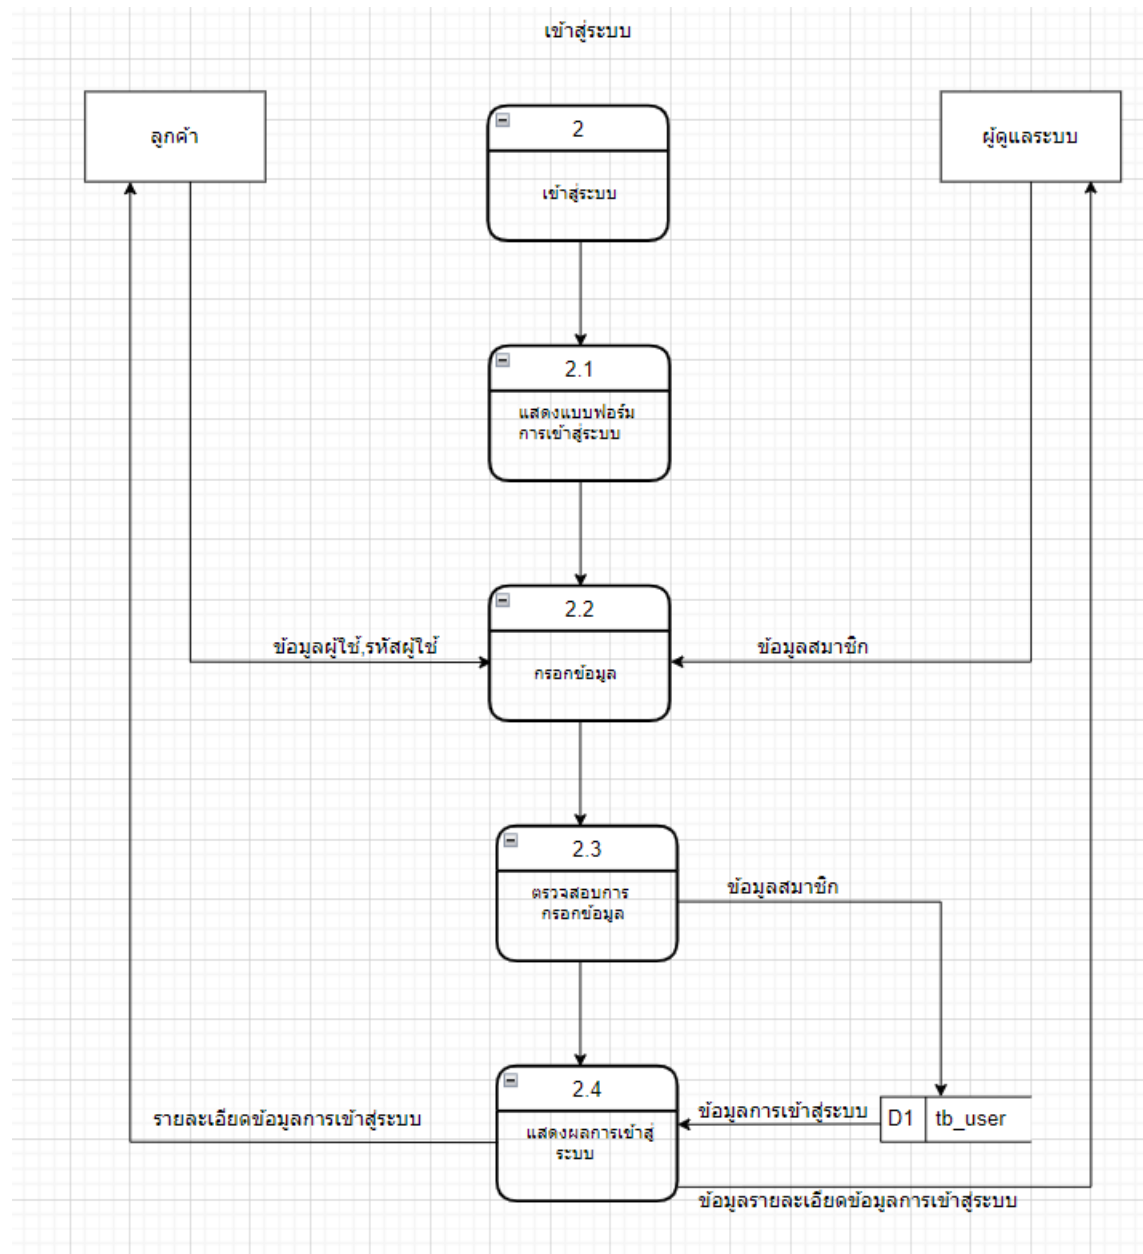 เข้าสู่ระบบ
ลูกค้า
2
เข้าสู่ระบบ
ผู้ดูแลระบบ
2.1
แสดงแบบฟอร์ม
การเข้าสู่ระบบ
2.2
กรอกข้อมูล
ข้อมูลผู้ใช้,รหัสผู้ใช้
ข้อมูลสมาชิก
2.3
ตรวจสอบการ
กรอกข้อมูล
ข้อมูลสมาชิก
2.4
แสดงผลการเข้าสู่
ระบบ
รายละเอียดข้อมูลการเข้าสู่ระบบ
ข้อมูลการเข้าสู่ระบบ
D1 tb_user
ข้อมูลรายละเอียดข้อมูลการเข้าสู่ระบบ